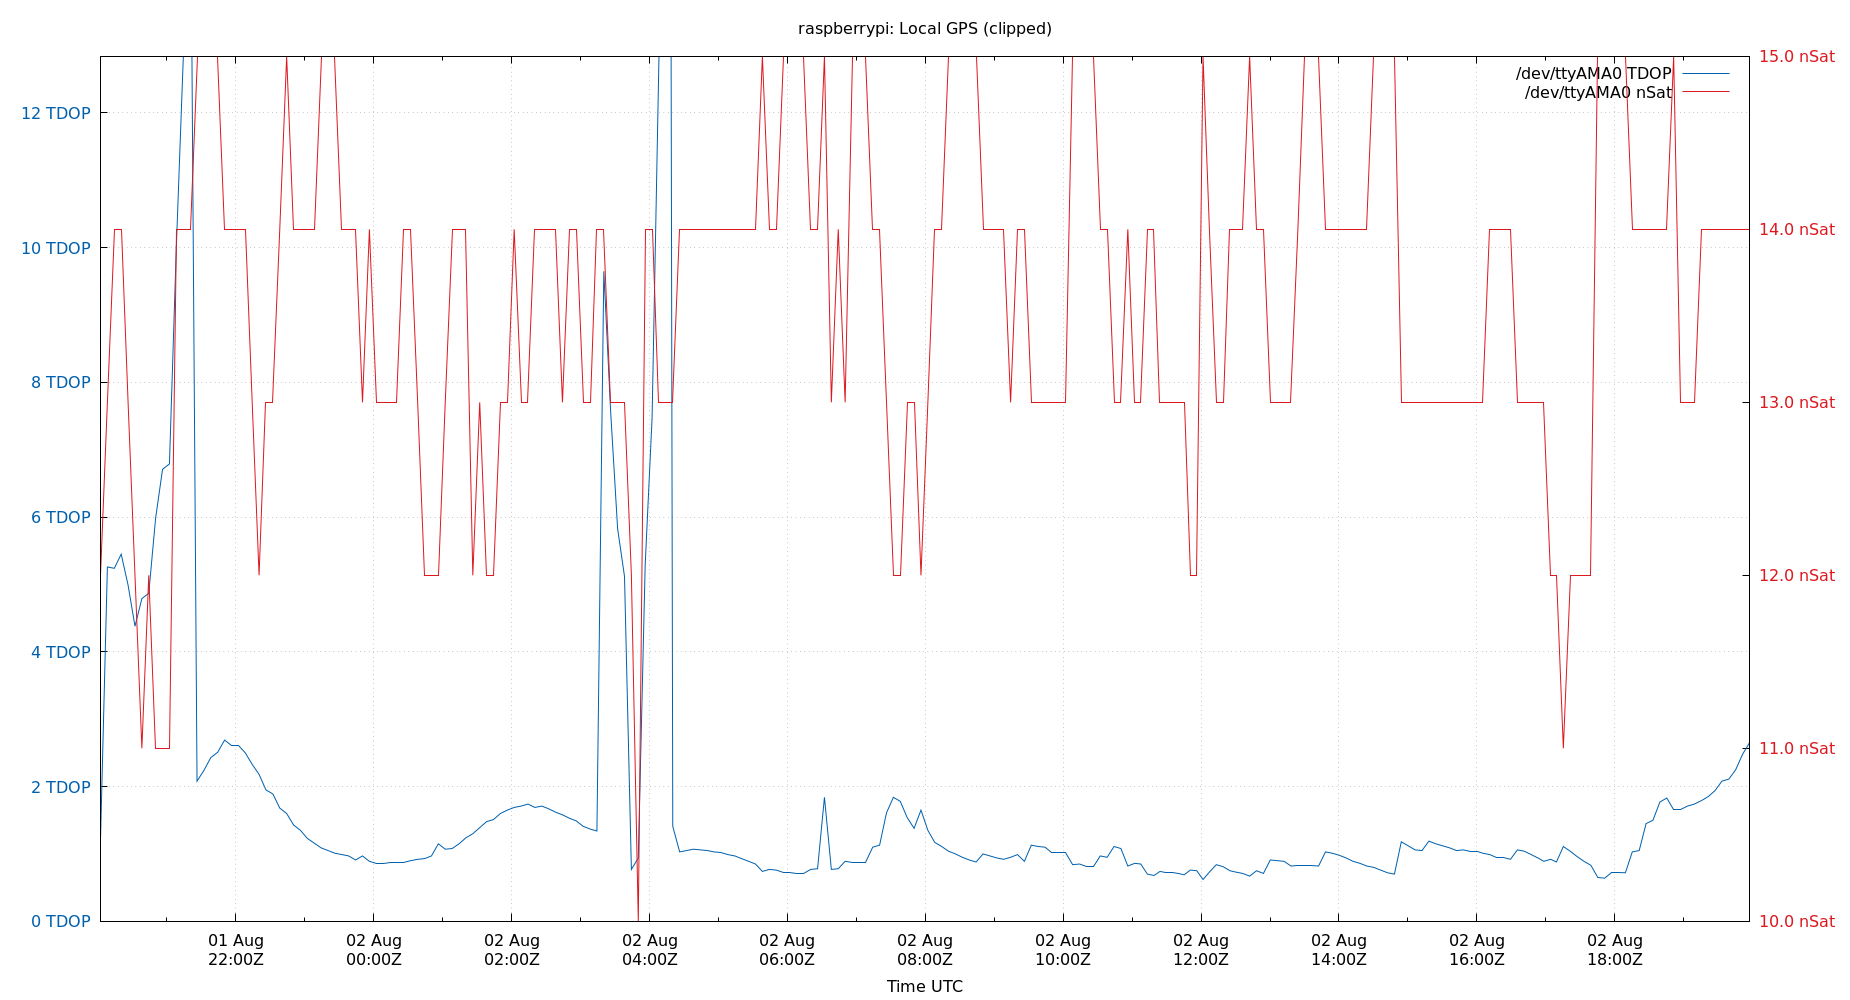 raspberrypi: Local GPS (clipped)
15.0 nSat
/dev/ttyAMA0 TDOP
/dev/ttyAMA0 nSat
12 TDOP
14.0 nSat
10 TDOP
8 TDOP
13.0 nSat
6 TDOP
12.0 nSat
4 TDOP
11.0 nSat
2 TDOP
0 TDOP
10.0 nSat
01 Aug 02 Aug 02 Aug 02 Aug 02 Aug 02 Aug 02 Aug 02 Aug 02 Aug 02 Aug 02 Aug
22:00Z 00:00Z 02:00Z 04:00Z 06:00Z 08:00Z 10:00Z 12:00Z 14:00Z 16:00Z 18:00Z
Time UTC